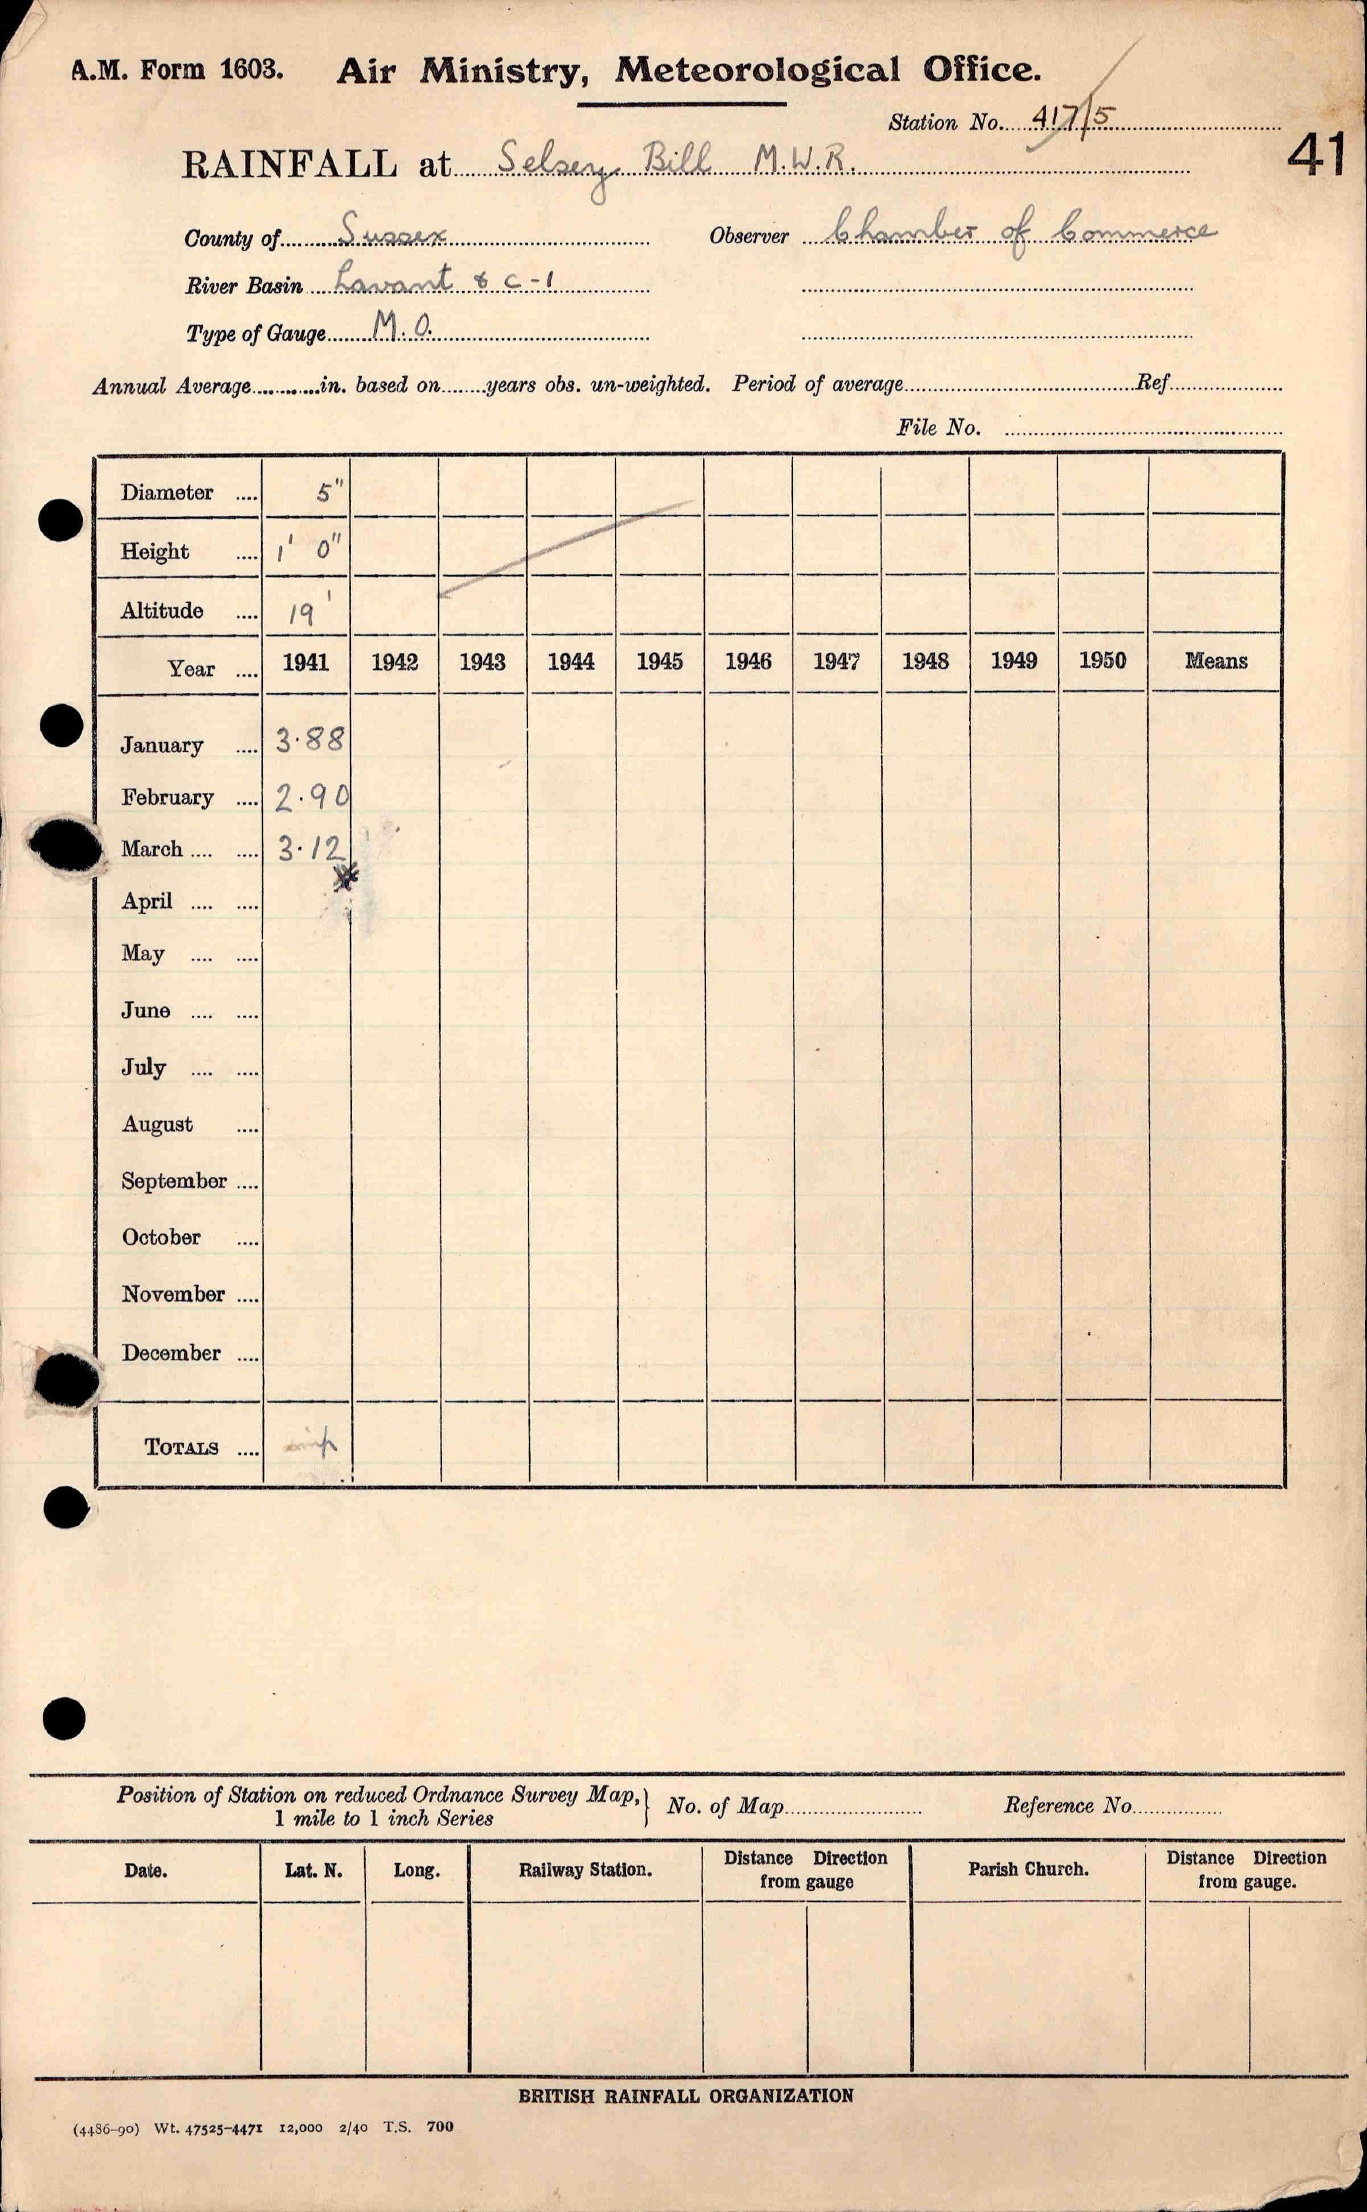 A.M. Form 1603. Air Ministry, Meteorological Office.
Station No. 417/5
41
RAINFALL at Selsey Bill M.W.R.
County of Sussex Observer Chamber of Commerce
River Basin Lavant & C-1
Type of Gauge M.O.
Annual Average in. based on years obs. un-weighted. Period of average Ref
File No.
Diameter .... 5"
Height .... 1' 0"
Altitude .... 19'
Year .... 1941 1942 1943 1944 1945 1946 1947 1948 1949 1950 Means
January .... 3.88
February .... 2.90
March .... .... 3.12
April .... ....
May .... ....
June .... ....
July .... ....
August ....
September ....
October ....
November ....
December ....
TOTALS .... imp
Position of Station on reduced Ordnance Survey Map,} No. of Map Reference No.
1 mile to 1 inch Series
Date. Lat. N. Long. Railway Station. Distance Direction from gauge Parish Church. Distance Direction from gauge.
BRITISH RAINFALL ORGANIZATION
(4486-90) Wt. 47525-4471 12,000 2/40 T.S. 700